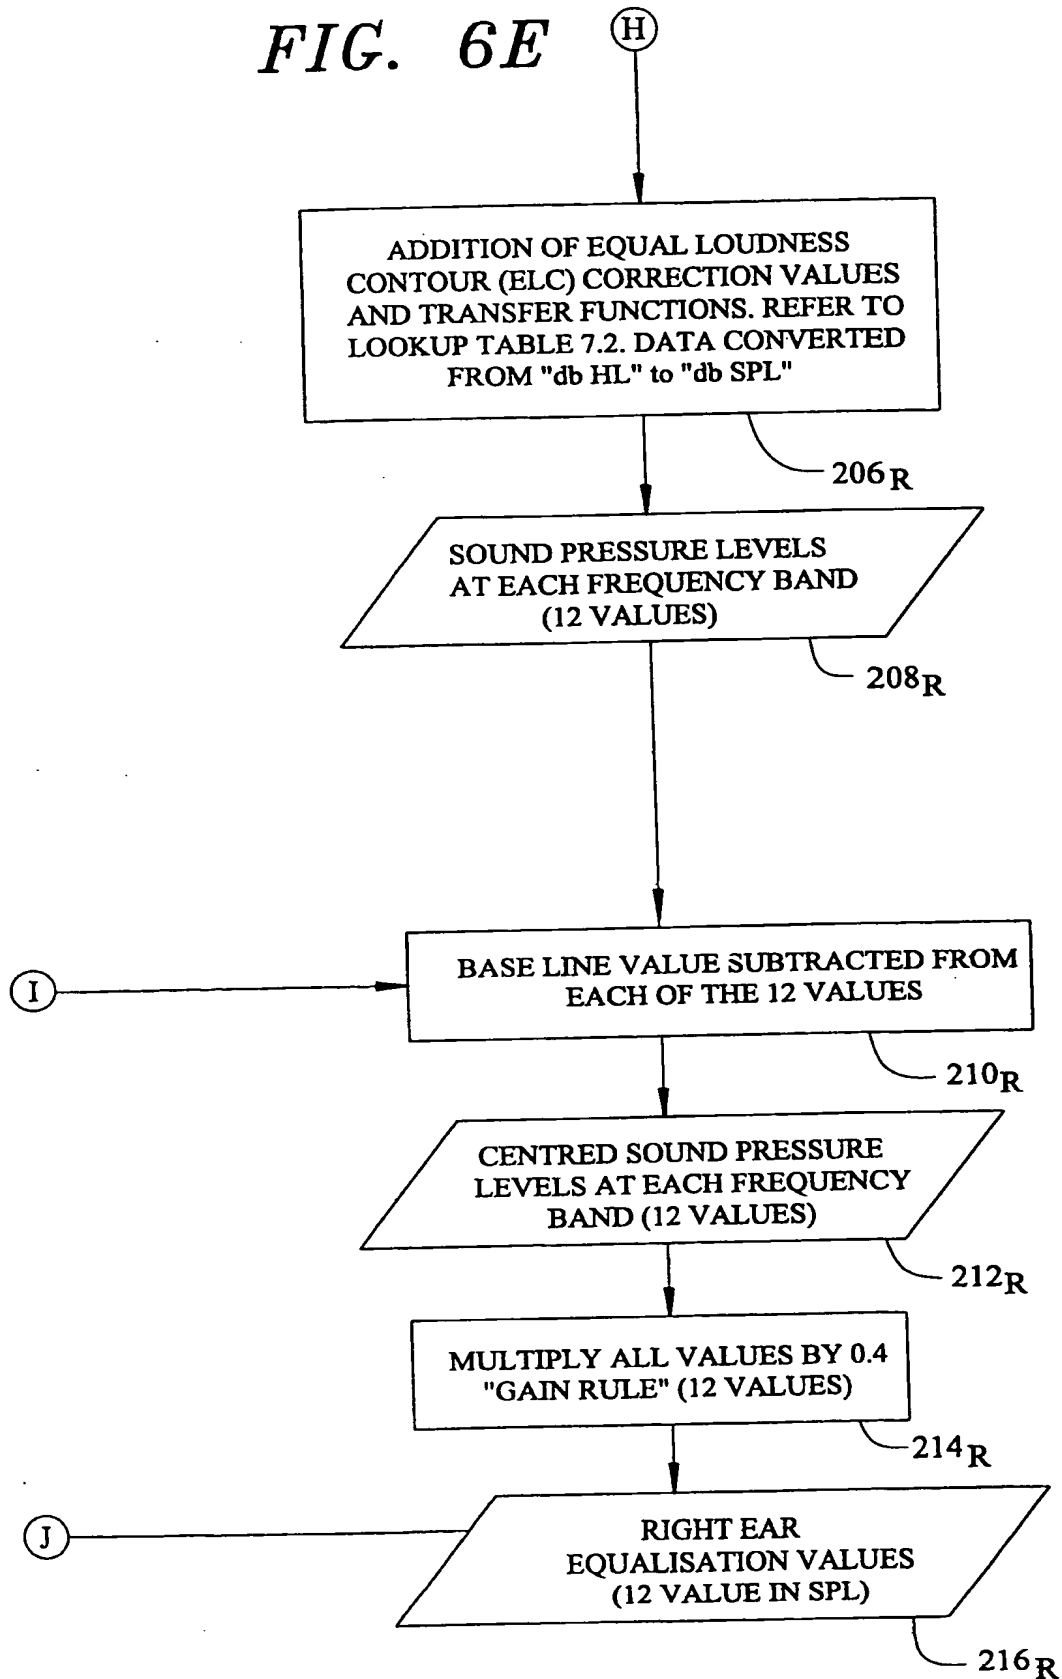 FIG. 6E
H
ADDITION OF EQUAL LOUDNESS
CONTOUR (ELC) CORRECTION VALUES
AND TRANSFER FUNCTIONS. REFER TO
LOOKUP TABLE 7.2. DATA CONVERTED
FROM "db HL" to "db SPL"
206R
SOUND PRESSURE LEVELS
AT EACH FREQUENCY BAND
(12 VALUES)
208R
I
BASE LINE VALUE SUBTRACTED FROM
EACH OF THE 12 VALUES
210R
CENTRED SOUND PRESSURE
LEVELS AT EACH FREQUENCY
BAND (12 VALUES)
212R
MULTIPLY ALL VALUES BY 0.4
"GAIN RULE" (12 VALUES)
214R
J
RIGHT EAR
EQUALISATION VALUES
(12 VALUE IN SPL)
216R